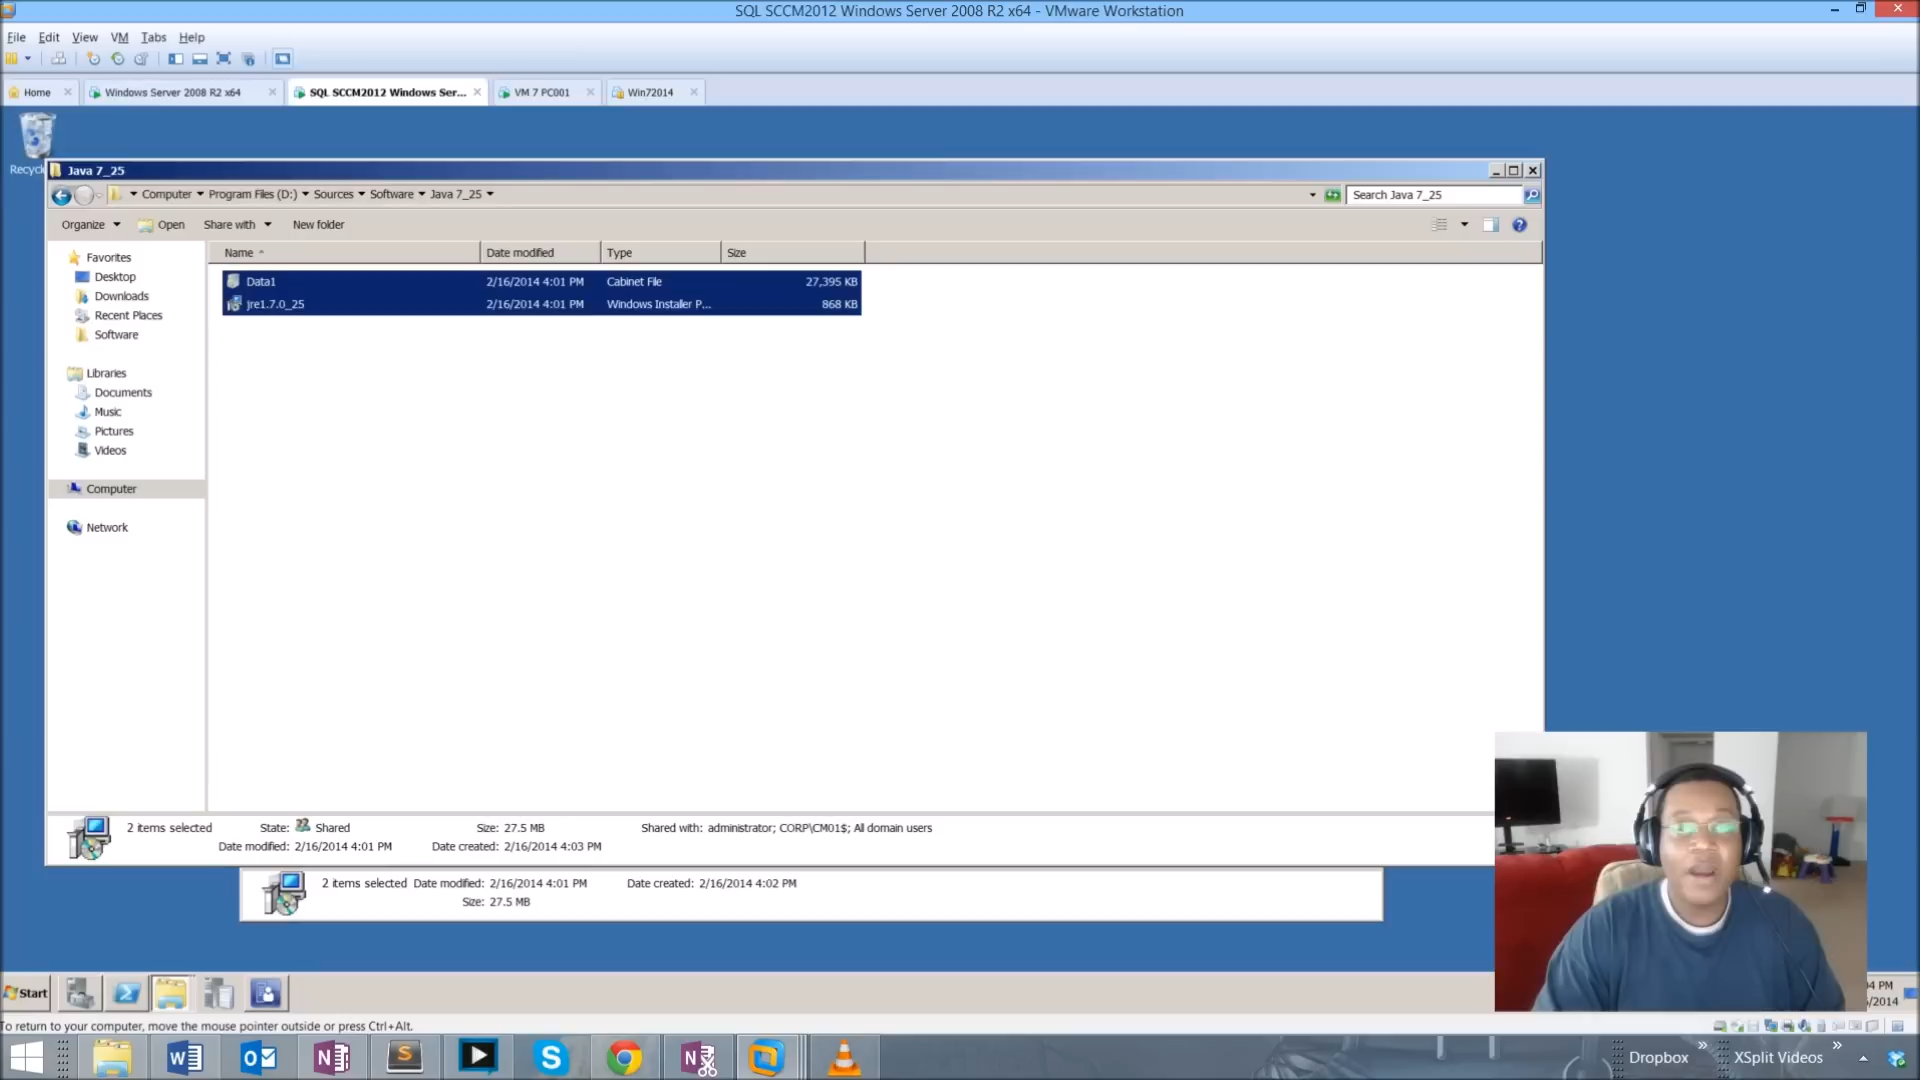 SQL SCCM2012 Windows Server 2008 R2 x64 - VMware Workstation
File Edit View VM Tabs Help
Home Windows Server 2008 R2 x64 SQL SCCM2012 Windows Ser... VM 7 PC001 Win72014
Java 7_25
Computer Program Files (D:) Sources Software Java 7_25 Search Java 7_25
Organize Open Share with New folder
Name Date modified Type Size
Data1 2/16/2014 4:01 PM Cabinet File 27,395 KB
jre1.7.0_25 2/16/2014 4:01 PM Windows Installer P... 868 KB
Favorites
Desktop
Downloads
Recent Places
Software
Libraries
Documents
Music
Pictures
Videos
Computer
Network
2 items selected State: Shared Size: 27.5 MB Shared with: administrator; CORP\CM01$; All domain users
Date modified: 2/16/2014 4:01 PM Date created: 2/16/2014 4:03 PM
2 items selected Date modified: 2/16/2014 4:01 PM Date created: 2/16/2014 4:02 PM
Size: 27.5 MB
Start
PM
/2014
To return to your computer, move the mouse pointer outside or press Ctrl+Alt.
Dropbox XSplit Videos